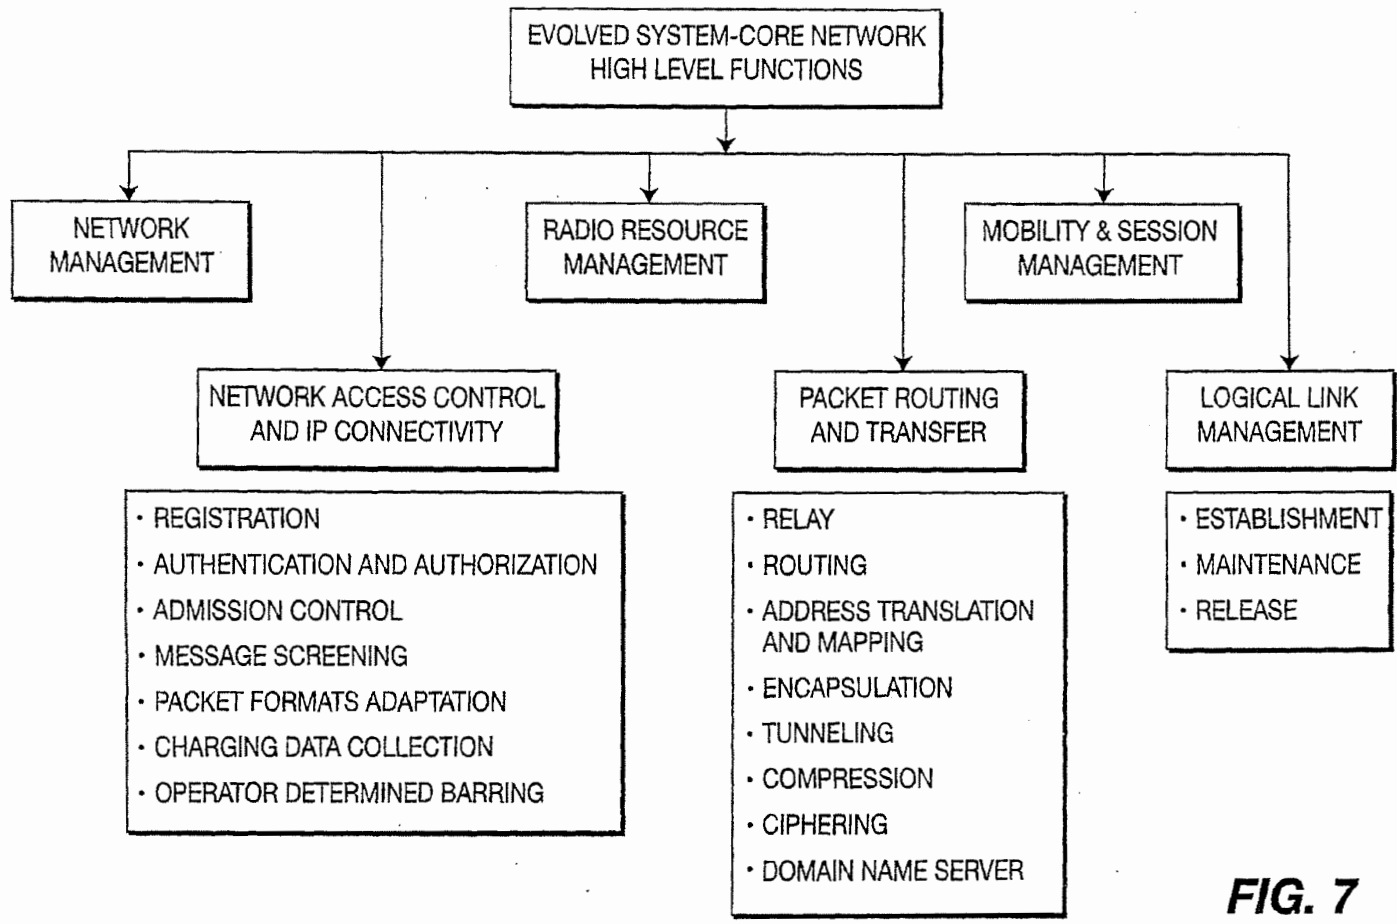 EVOLVED SYSTEM-CORE NETWORK
HIGH LEVEL FUNCTIONS
NETWORK
MANAGEMENT
RADIO RESOURCE
MANAGEMENT
MOBILITY & SESSION
MANAGEMENT
NETWORK ACCESS CONTROL
AND IP CONNECTIVITY
PACKET ROUTING
AND TRANSFER
LOGICAL LINK
MANAGEMENT
· REGISTRATION
· AUTHENTICATION AND AUTHORIZATION
· ADMISSION CONTROL
· MESSAGE SCREENING
· PACKET FORMATS ADAPTATION
· CHARGING DATA COLLECTION
· OPERATOR DETERMINED BARRING
· RELAY
· ROUTING
· ADDRESS TRANSLATION
AND MAPPING
· ENCAPSULATION
· TUNNELING
· COMPRESSION
· CIPHERING
· DOMAIN NAME SERVER
· ESTABLISHMENT
· MAINTENANCE
· RELEASE
FIG. 7